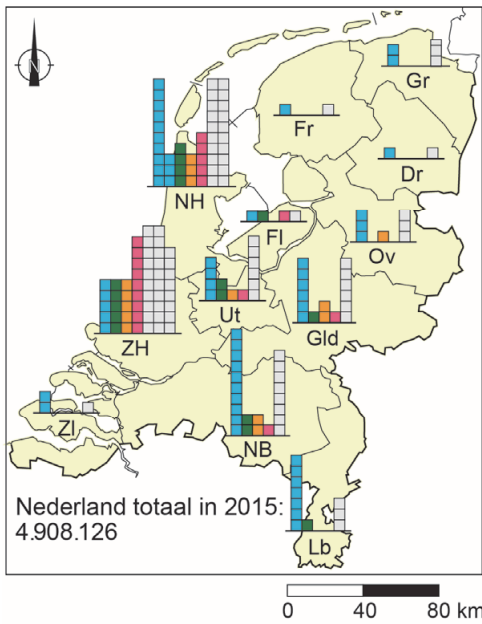 N
Gr
Fr
Dr
NH
Fl
Ov
Ut
Gld
ZH
Zl
NB
Nederland totaal in 2015:
4.908.126
Lb
0 40 80 km